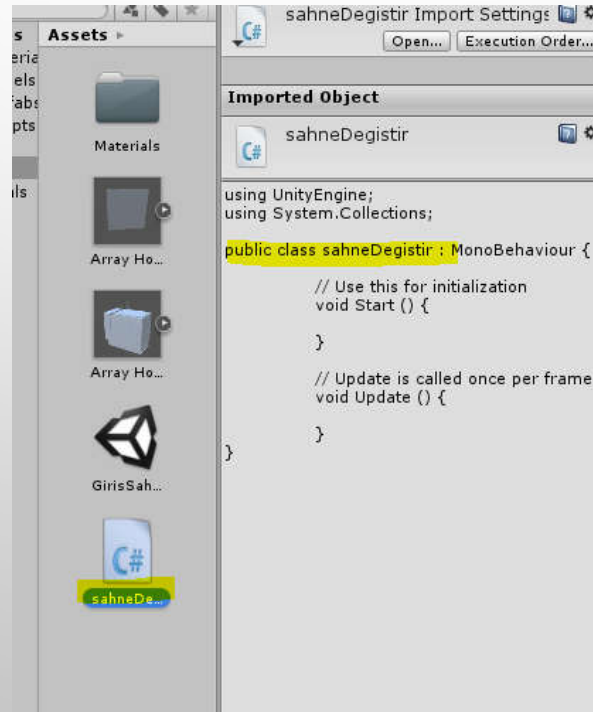 s
eria
els
fabs
pts
ls
Assets
Materials
Array Ho...
Array Ho...
GirisSah...
C#
sahneDe...
C#
sahneDegistir Import Settings
Open...
Execution Order...
Imported Object
C#
sahneDegistir
using UnityEngine;
using System.Collections;
public class sahneDegistir : MonoBehaviour {
// Use this for initialization
void Start () {
}
// Update is called once per frame
void Update () {
}
}